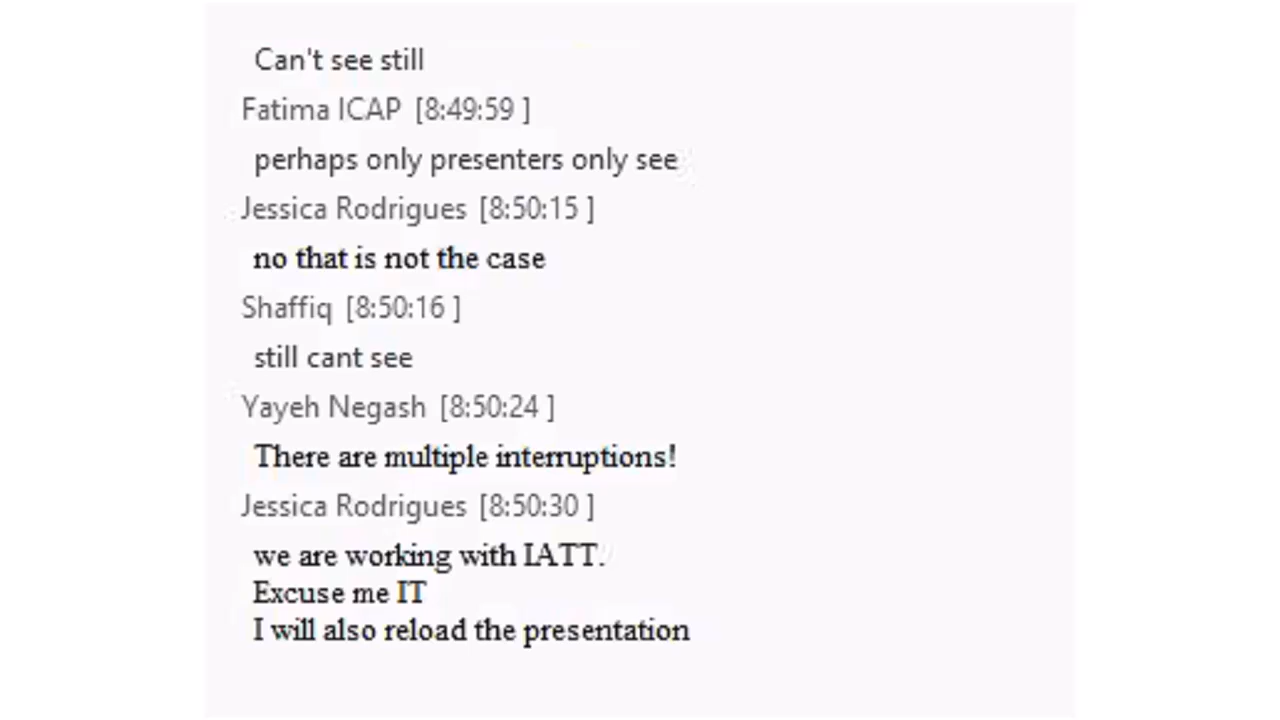 Can't see still
Fatima ICAP [8:49:59 ]
perhaps only presenters only see
Jessica Rodrigues [8:50:15 ]
no that is not the case
Shaffiq [8:50:16 ]
still cant see
Yayeh Negash [8:50:24 ]
There are multiple interruptions!
Jessica Rodrigues [8:50:30 ]
we are working with IATT.
Excuse me IT
I will also reload the presentation